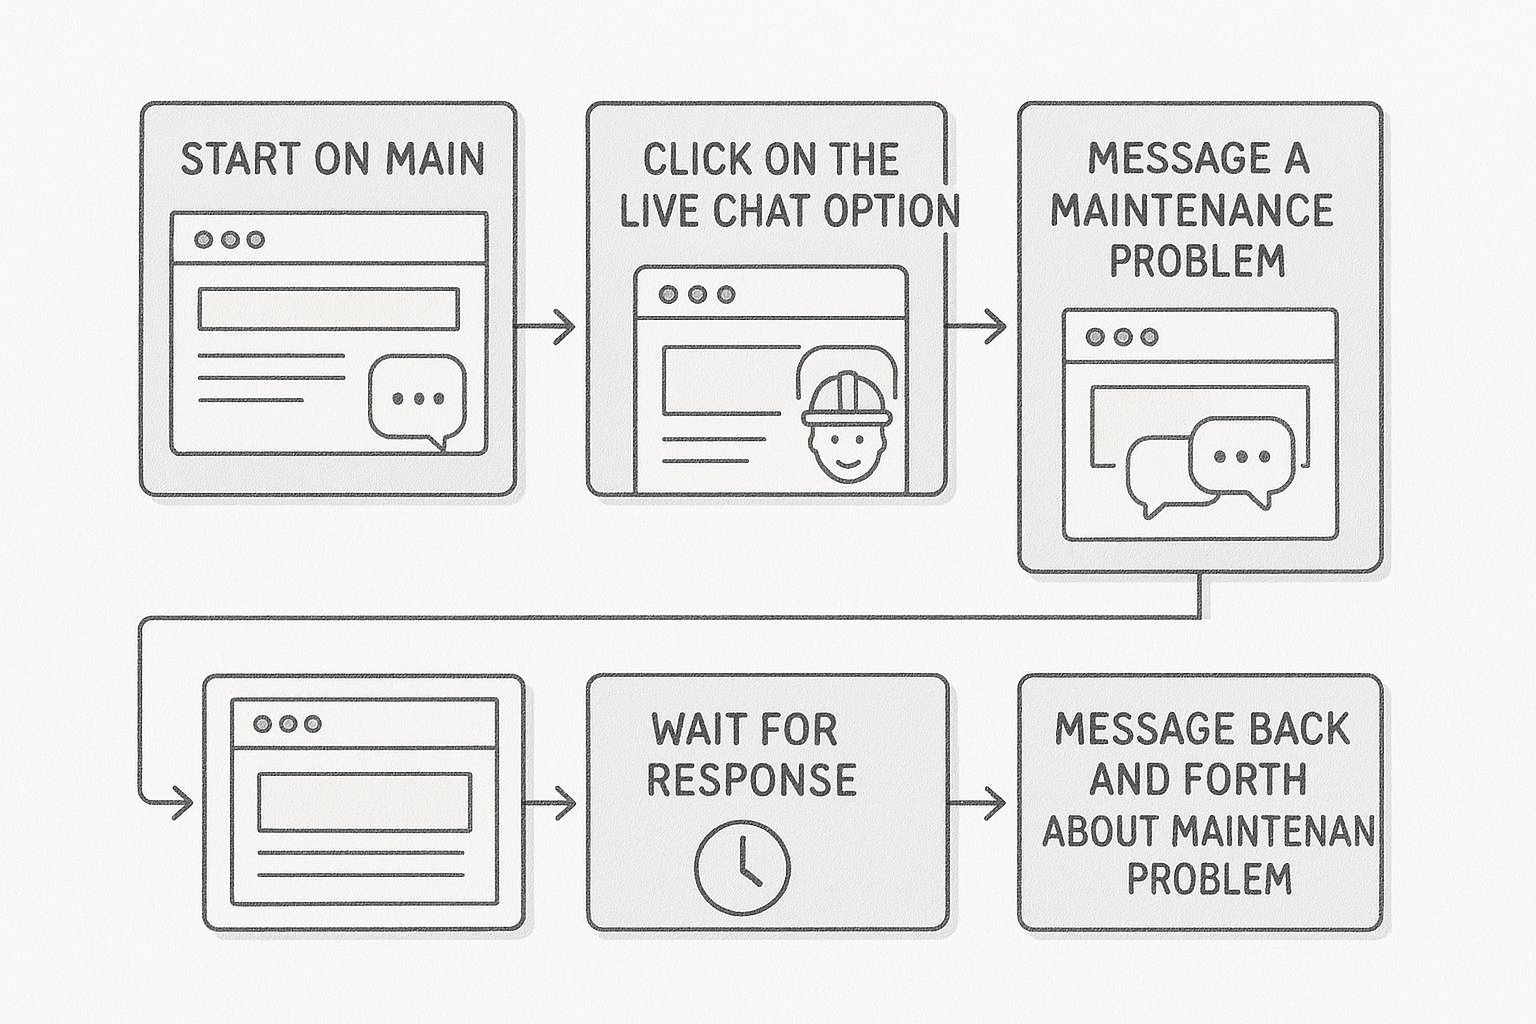 START ON MAIN
CLICK ON THE
LIVE CHAT OPTION
MESSAGE A
MAINTENANCE
PROBLEM
WAIT FOR
RESPONSE
MESSAGE BACK
AND FORTH
ABOUT MAINTENAN
PROBLEM